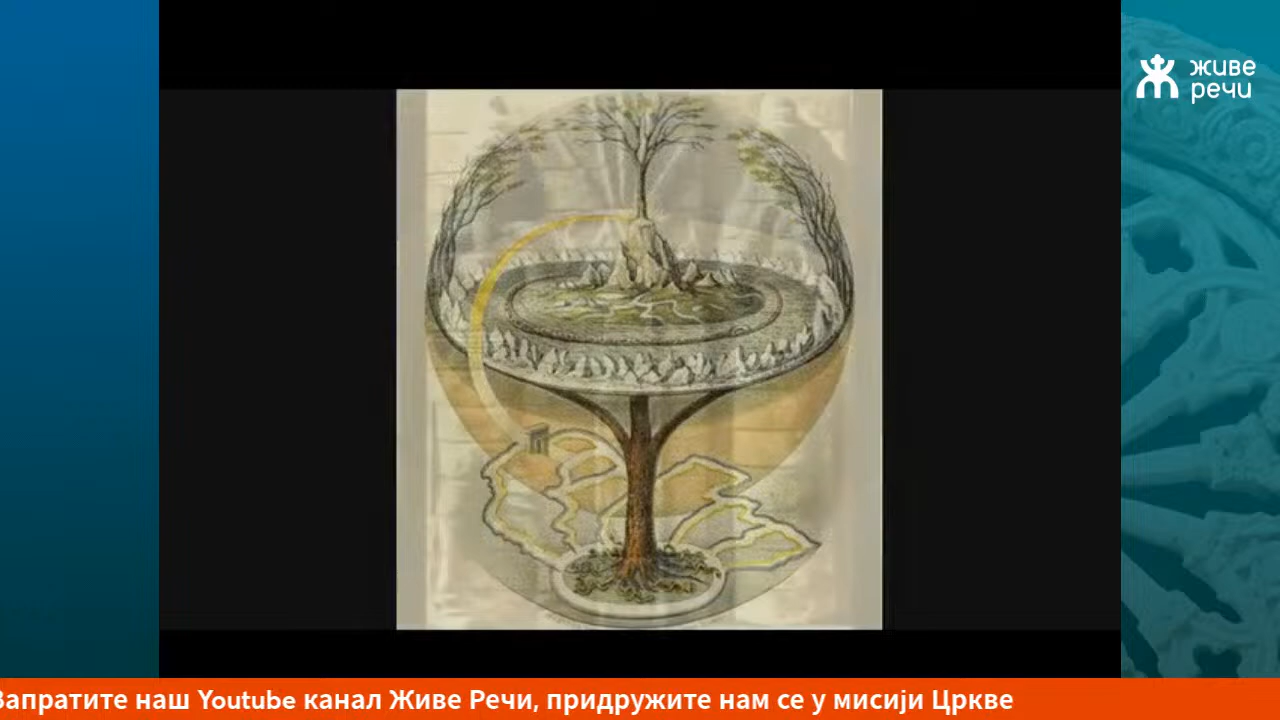 живе
речи
Запратите наш Youtube канал Живе Речи, придружите нам се у мисији Цркве